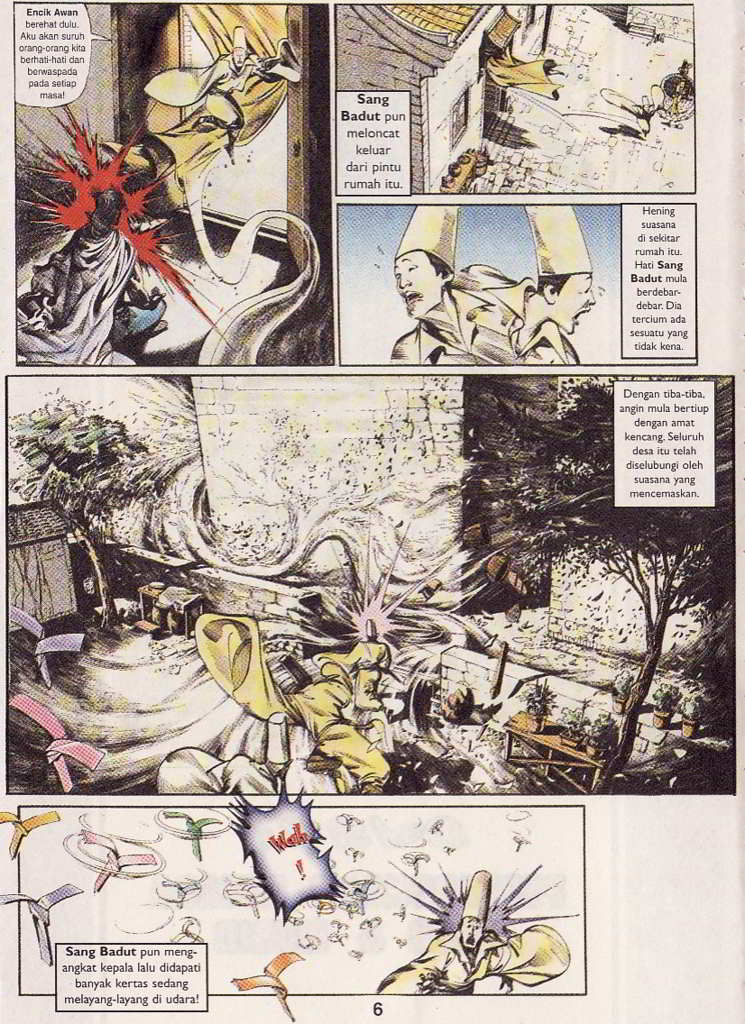 Encik Awan
berehat dulu.
Aku akan suruh
orang-orang kita
berhati-hati dan
berwaspada
pada setiap
masa!
Sang
Badut pun
meloncat
keluar
dari pintu
rumah itu.
Hening
suasana
di sekitar
rumah itu.
Hati Sang
Badut mula
berdebar-
debar. Dia
tercium ada
sesuatu yang
tidak kena.
Dengan tiba-tiba,
angin mula bertiup
dengan amat
kencang. Seluruh
desa itu telah
diselubungi oleh
suasana yang
mencemaskan.
Wah
!
Sang Badut pun meng-
angkat kepala lalu didapati
banyak kertas sedang
melayang-layang di udara!
6